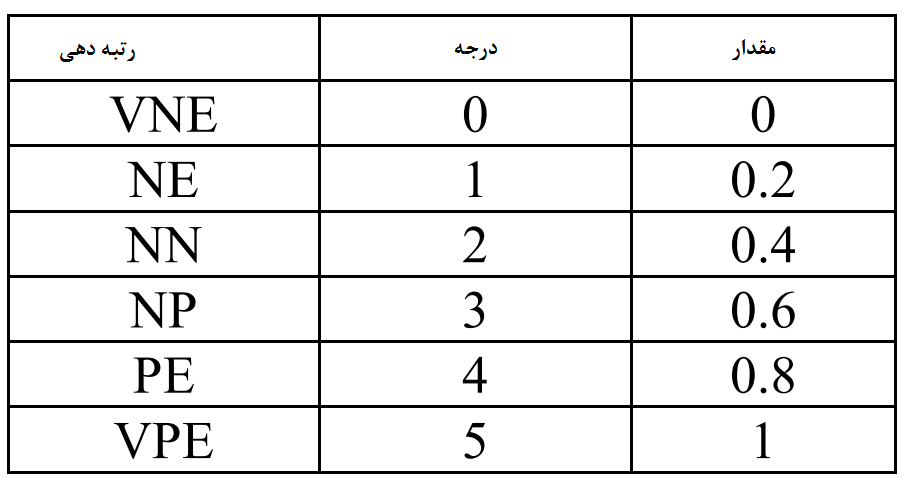 رتبه دهی درجه مقدار
VNE 0 0
NE 1 0.2
NN 2 0.4
NP 3 0.6
PE 4 0.8
VPE 5 1